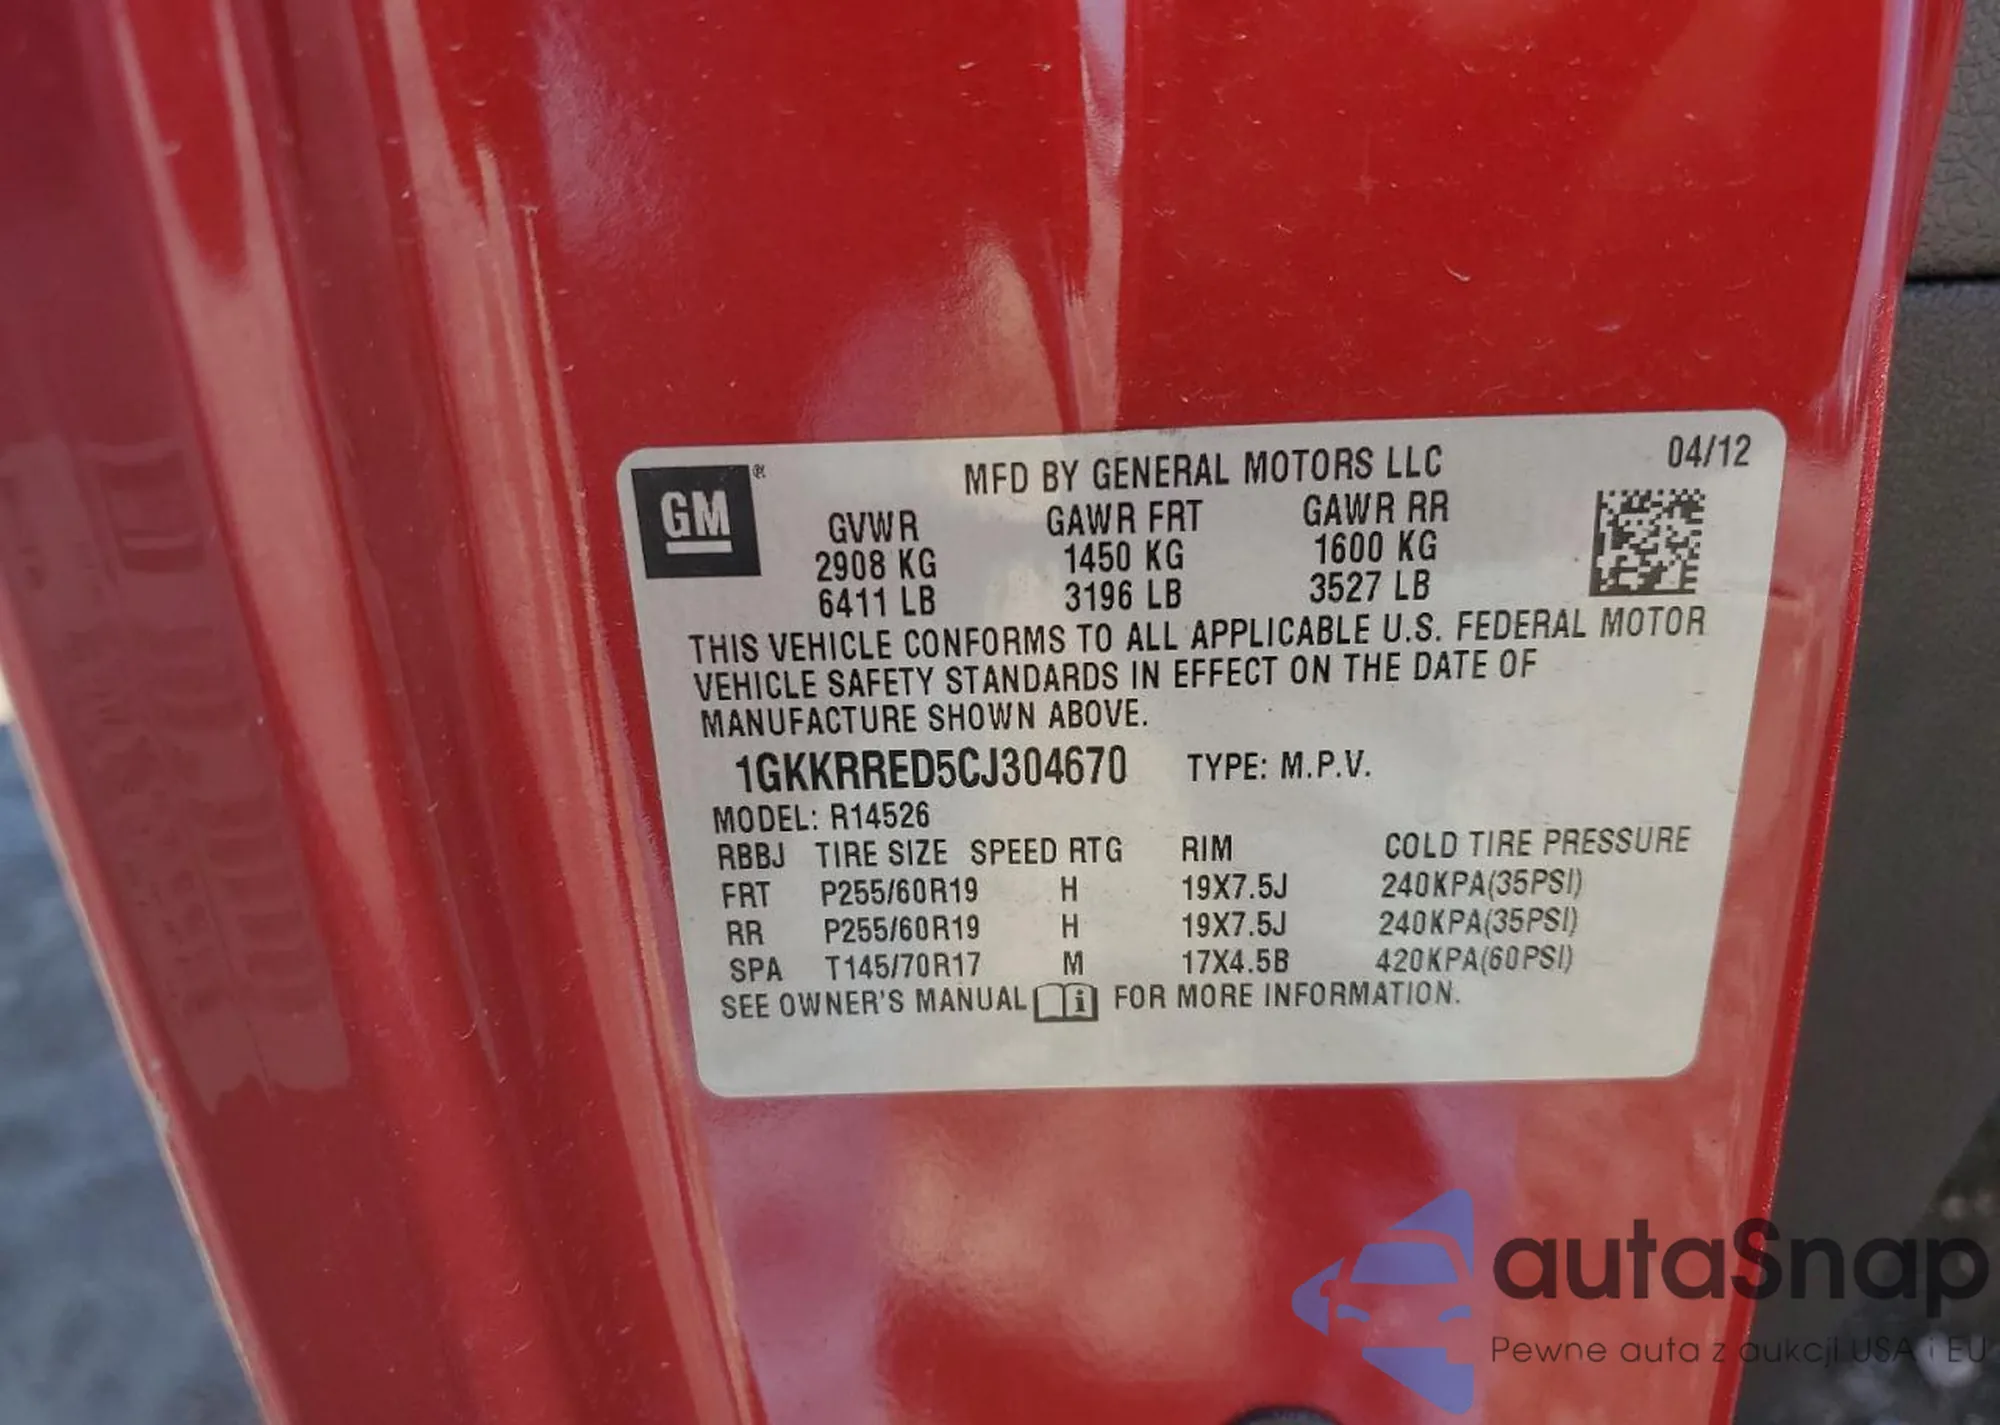 GM ®
MFD BY GENERAL MOTORS LLC 04/12
GVWR GAWR FRT GAWR RR
2908 KG 1450 KG 1600 KG
6411 LB 3196 LB 3527 LB
THIS VEHICLE CONFORMS TO ALL APPLICABLE U.S. FEDERAL MOTOR
VEHICLE SAFETY STANDARDS IN EFFECT ON THE DATE OF
MANUFACTURE SHOWN ABOVE.
1GKKRRED5CJ304670 TYPE: M.P.V.
MODEL: R14526
RBBJ TIRE SIZE SPEED RTG RIM COLD TIRE PRESSURE
FRT P255/60R19 H 19X7.5J 240KPA(35PSI)
RR P255/60R19 H 19X7.5J 240KPA(35PSI)
SPA T145/70R17 M 17X4.5B 420KPA(60PSI)
SEE OWNER'S MANUAL i FOR MORE INFORMATION.
autaSnap
Pewne auta z aukcji USA i EU